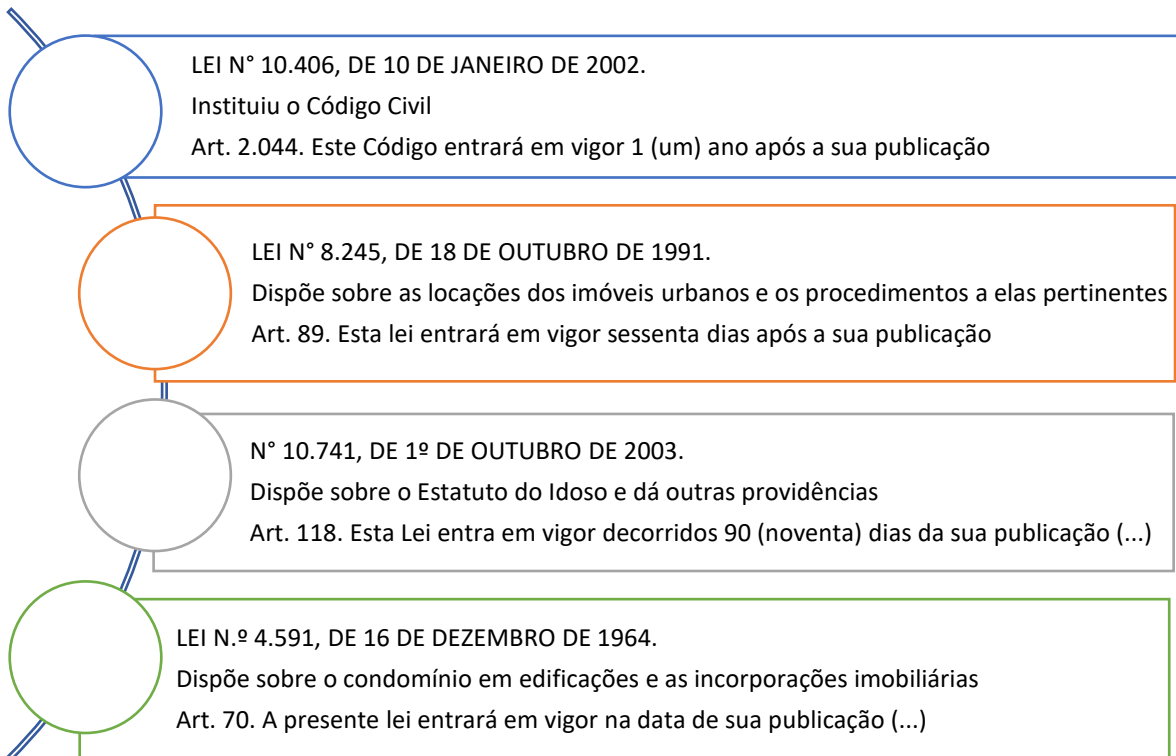 LEI N° 10.406, DE 10 DE JANEIRO DE 2002.
Instituiu o Código Civil
Art. 2.044. Este Código entrará em vigor 1 (um) ano após a sua publicação
LEI N° 8.245, DE 18 DE OUTUBRO DE 1991.
Dispõe sobre as locações dos imóveis urbanos e os procedimentos a elas pertinentes
Art. 89. Esta lei entrará em vigor sessenta dias após a sua publicação
N° 10.741, DE 1º DE OUTUBRO DE 2003.
Dispõe sobre o Estatuto do Idoso e dá outras providências
Art. 118. Esta Lei entra em vigor decorridos 90 (noventa) dias da sua publicação (...)
LEI N.º 4.591, DE 16 DE DEZEMBRO DE 1964.
Dispõe sobre o condomínio em edificações e as incorporações imobiliárias
Art. 70. A presente lei entrará em vigor na data de sua publicação (...)